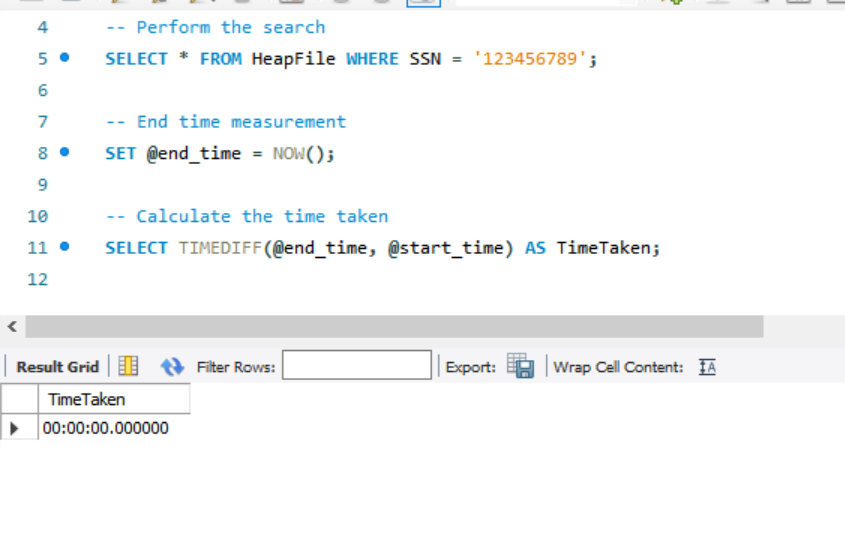 4 -- Perform the search
5 SELECT * FROM HeapFile WHERE SSN = '123456789';
6
7 -- End time measurement
8 SET @end_time = NOW();
9
10 -- Calculate the time taken
11 SELECT TIMEDIFF(@end_time, @start_time) AS TimeTaken;
12
Result Grid Filter Rows: Export: Wrap Cell Content: IA
TimeTaken
00:00:00.000000